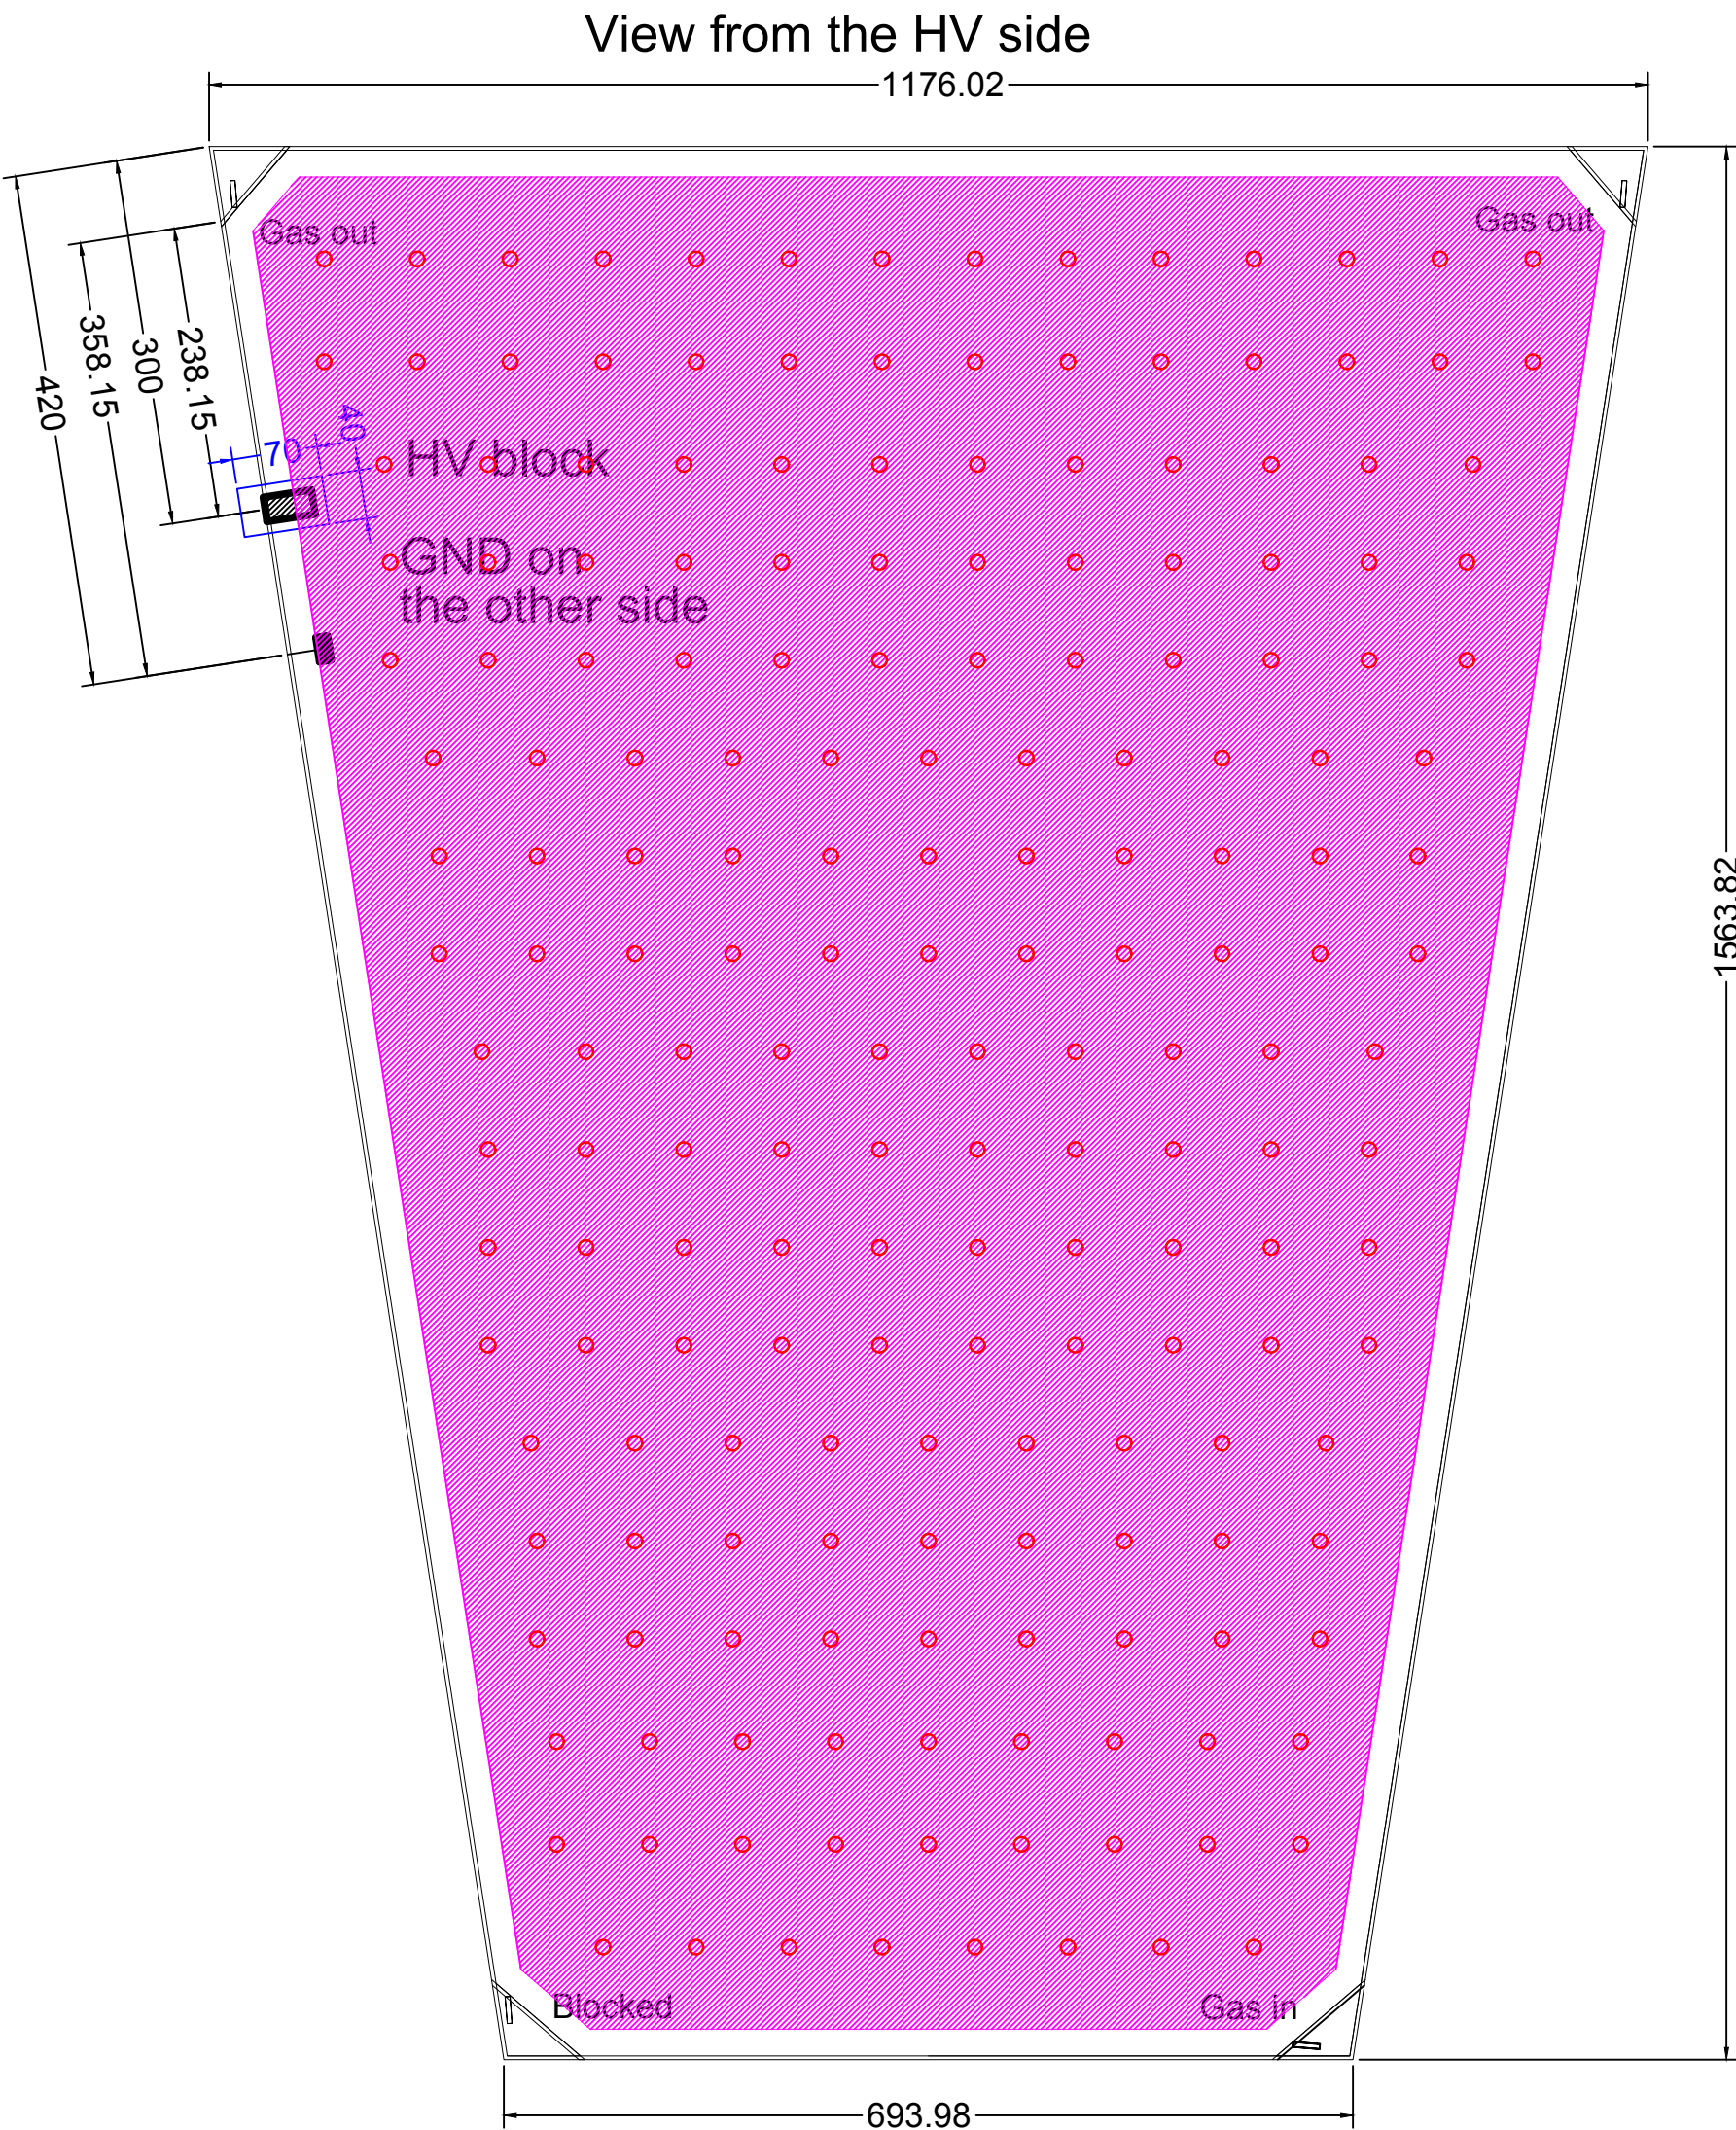 View from the HV side
1176.02
Gas out
Gas out
238.15
300
358.15
420
70
40
HV block
GND on
the other side
1563.82
Blocked
Gas in
693.98